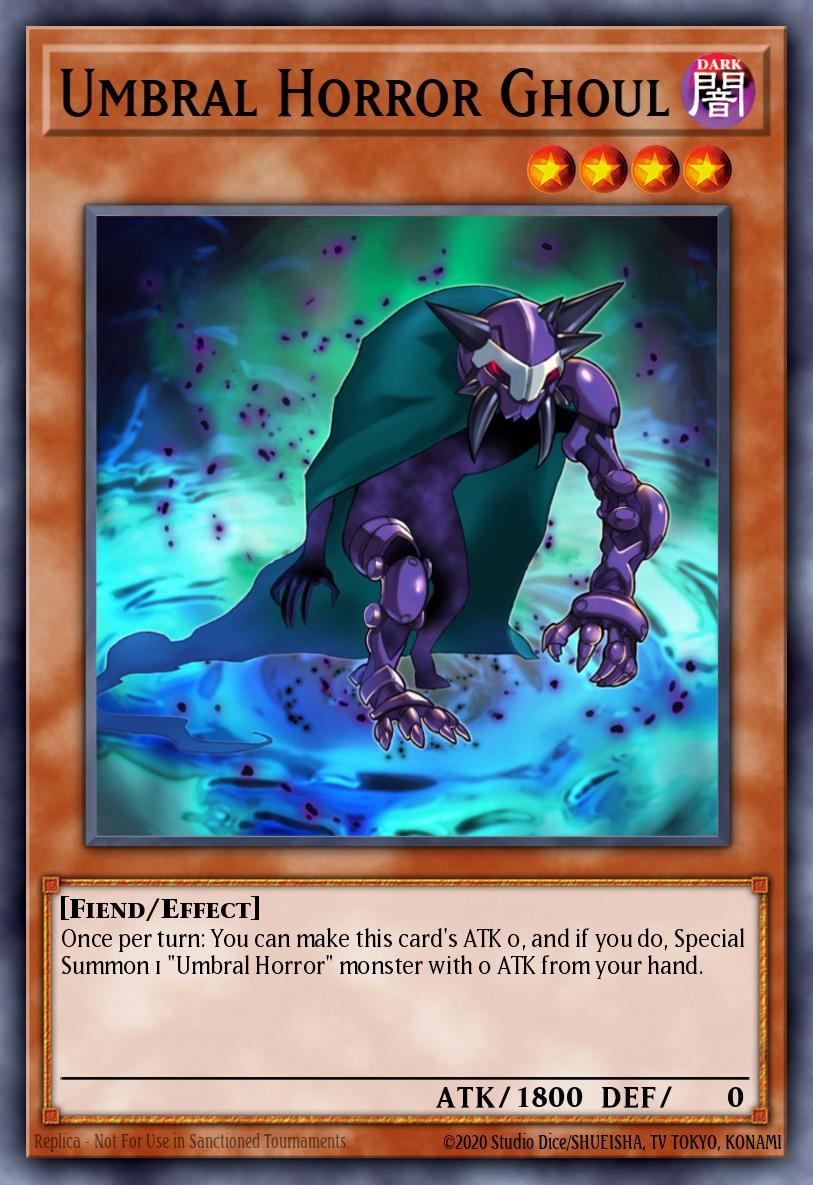 Umbral Horror Ghoul
DARK
闇
[Fiend/Effect]
Once per turn: You can make this card's ATK 0, and if you do, Special
Summon 1 "Umbral Horror" monster with 0 ATK from your hand.
ATK/1800 DEF/ 0
Replica - Not For Use in Sanctioned Tournaments.
©2020 Studio Dice/SHUEISHA, TV TOKYO, KONAMI